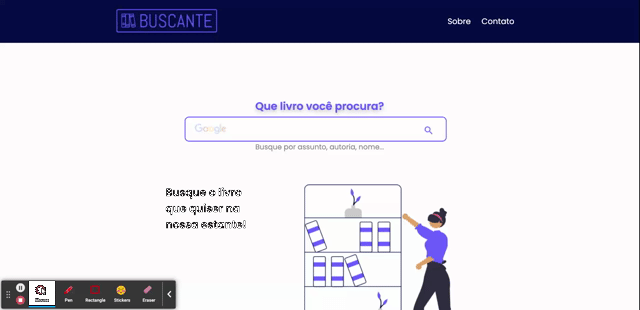 BUSCANTE
Sobre Contato
Que livro você procura?
Google
Busque por assunto, autoria, nome...
Busque o livro
que quiser na
nossa estante!
Mouse Pen Rectangle Stickers Eraser